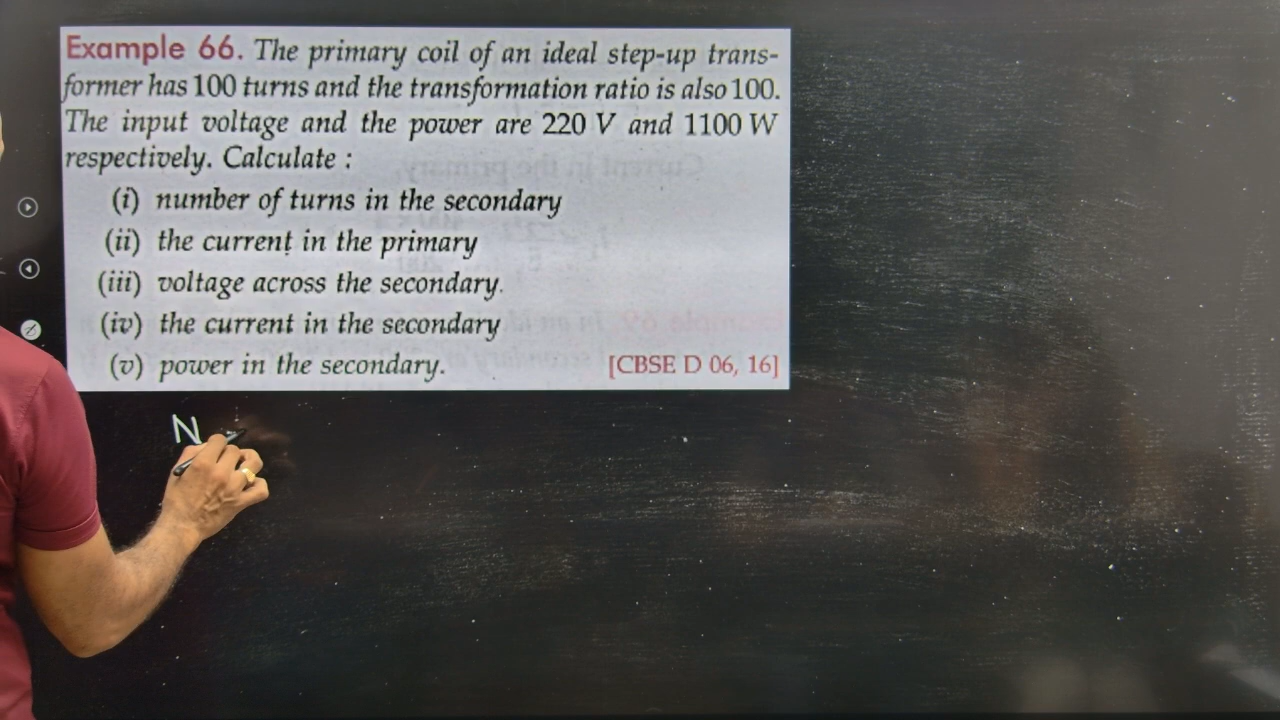 Example 66. The primary coil of an ideal step-up trans-
former has 100 turns and the transformation ratio is also 100.
The input voltage and the power are 220 V and 1100 W
respectively. Calculate :
(i) number of turns in the secondary
(ii) the current in the primary
(iii) voltage across the secondary.
(iv) the current in the secondary
(v) power in the secondary. [CBSE D 06, 16]
N